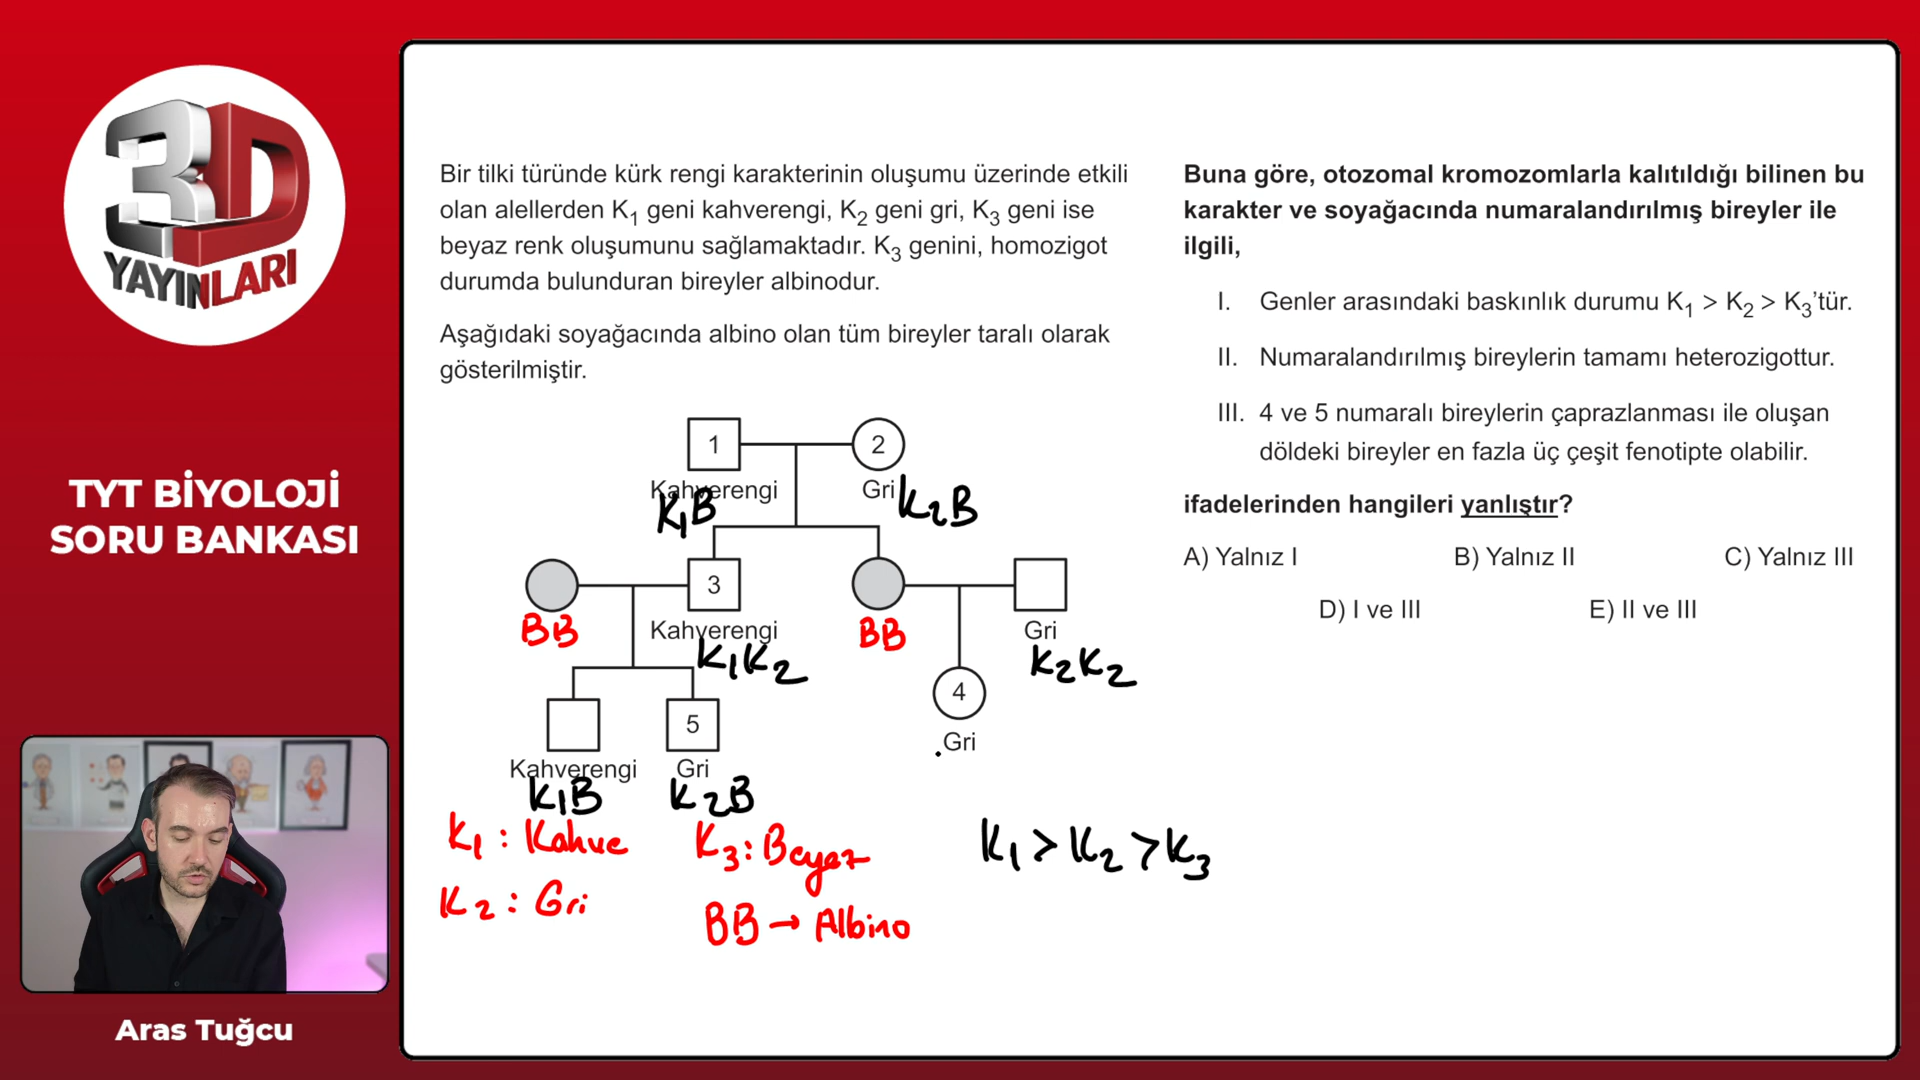 3D
YAYINLARI
TYT BİYOLOJİ
SORU BANKASI
Aras Tuğcu
Bir tilki türünde kürk rengi karakterinin oluşumu üzerinde etkili
olan alellerden K₁ geni kahverengi, K₂ geni gri, K₃ geni ise
beyaz renk oluşumunu sağlamaktadır. K₃ genini, homozigot
durumda bulunduran bireyler albinodur.
Aşağıdaki soyağacında albino olan tüm bireyler taralı olarak
gösterilmiştir.
1 2
Kahverengi Gri
K₁B K₂B
3
BB Kahverengi BB Gri
K₁K₂ K₂K₂
4
5
Gri
Kahverengi Gri
K₁B K₂B
K₁ : Kahve K₃ : Beyaz K₁ > K₂ > K₃
K₂ : Gri
BB → Albino
Buna göre, otozomal kromozomlarla kalıtıldığı bilinen bu
karakter ve soyağacında numaralandırılmış bireyler ile
ilgili,
I. Genler arasındaki baskınlık durumu K₁ > K₂ > K₃’tür.
II. Numaralandırılmış bireylerin tamamı heterozigottur.
III. 4 ve 5 numaralı bireylerin çaprazlanması ile oluşan
döldeki bireyler en fazla üç çeşit fenotipte olabilir.
ifadelerinden hangileri yanlıştır?
A) Yalnız I B) Yalnız II C) Yalnız III
D) I ve III E) II ve III